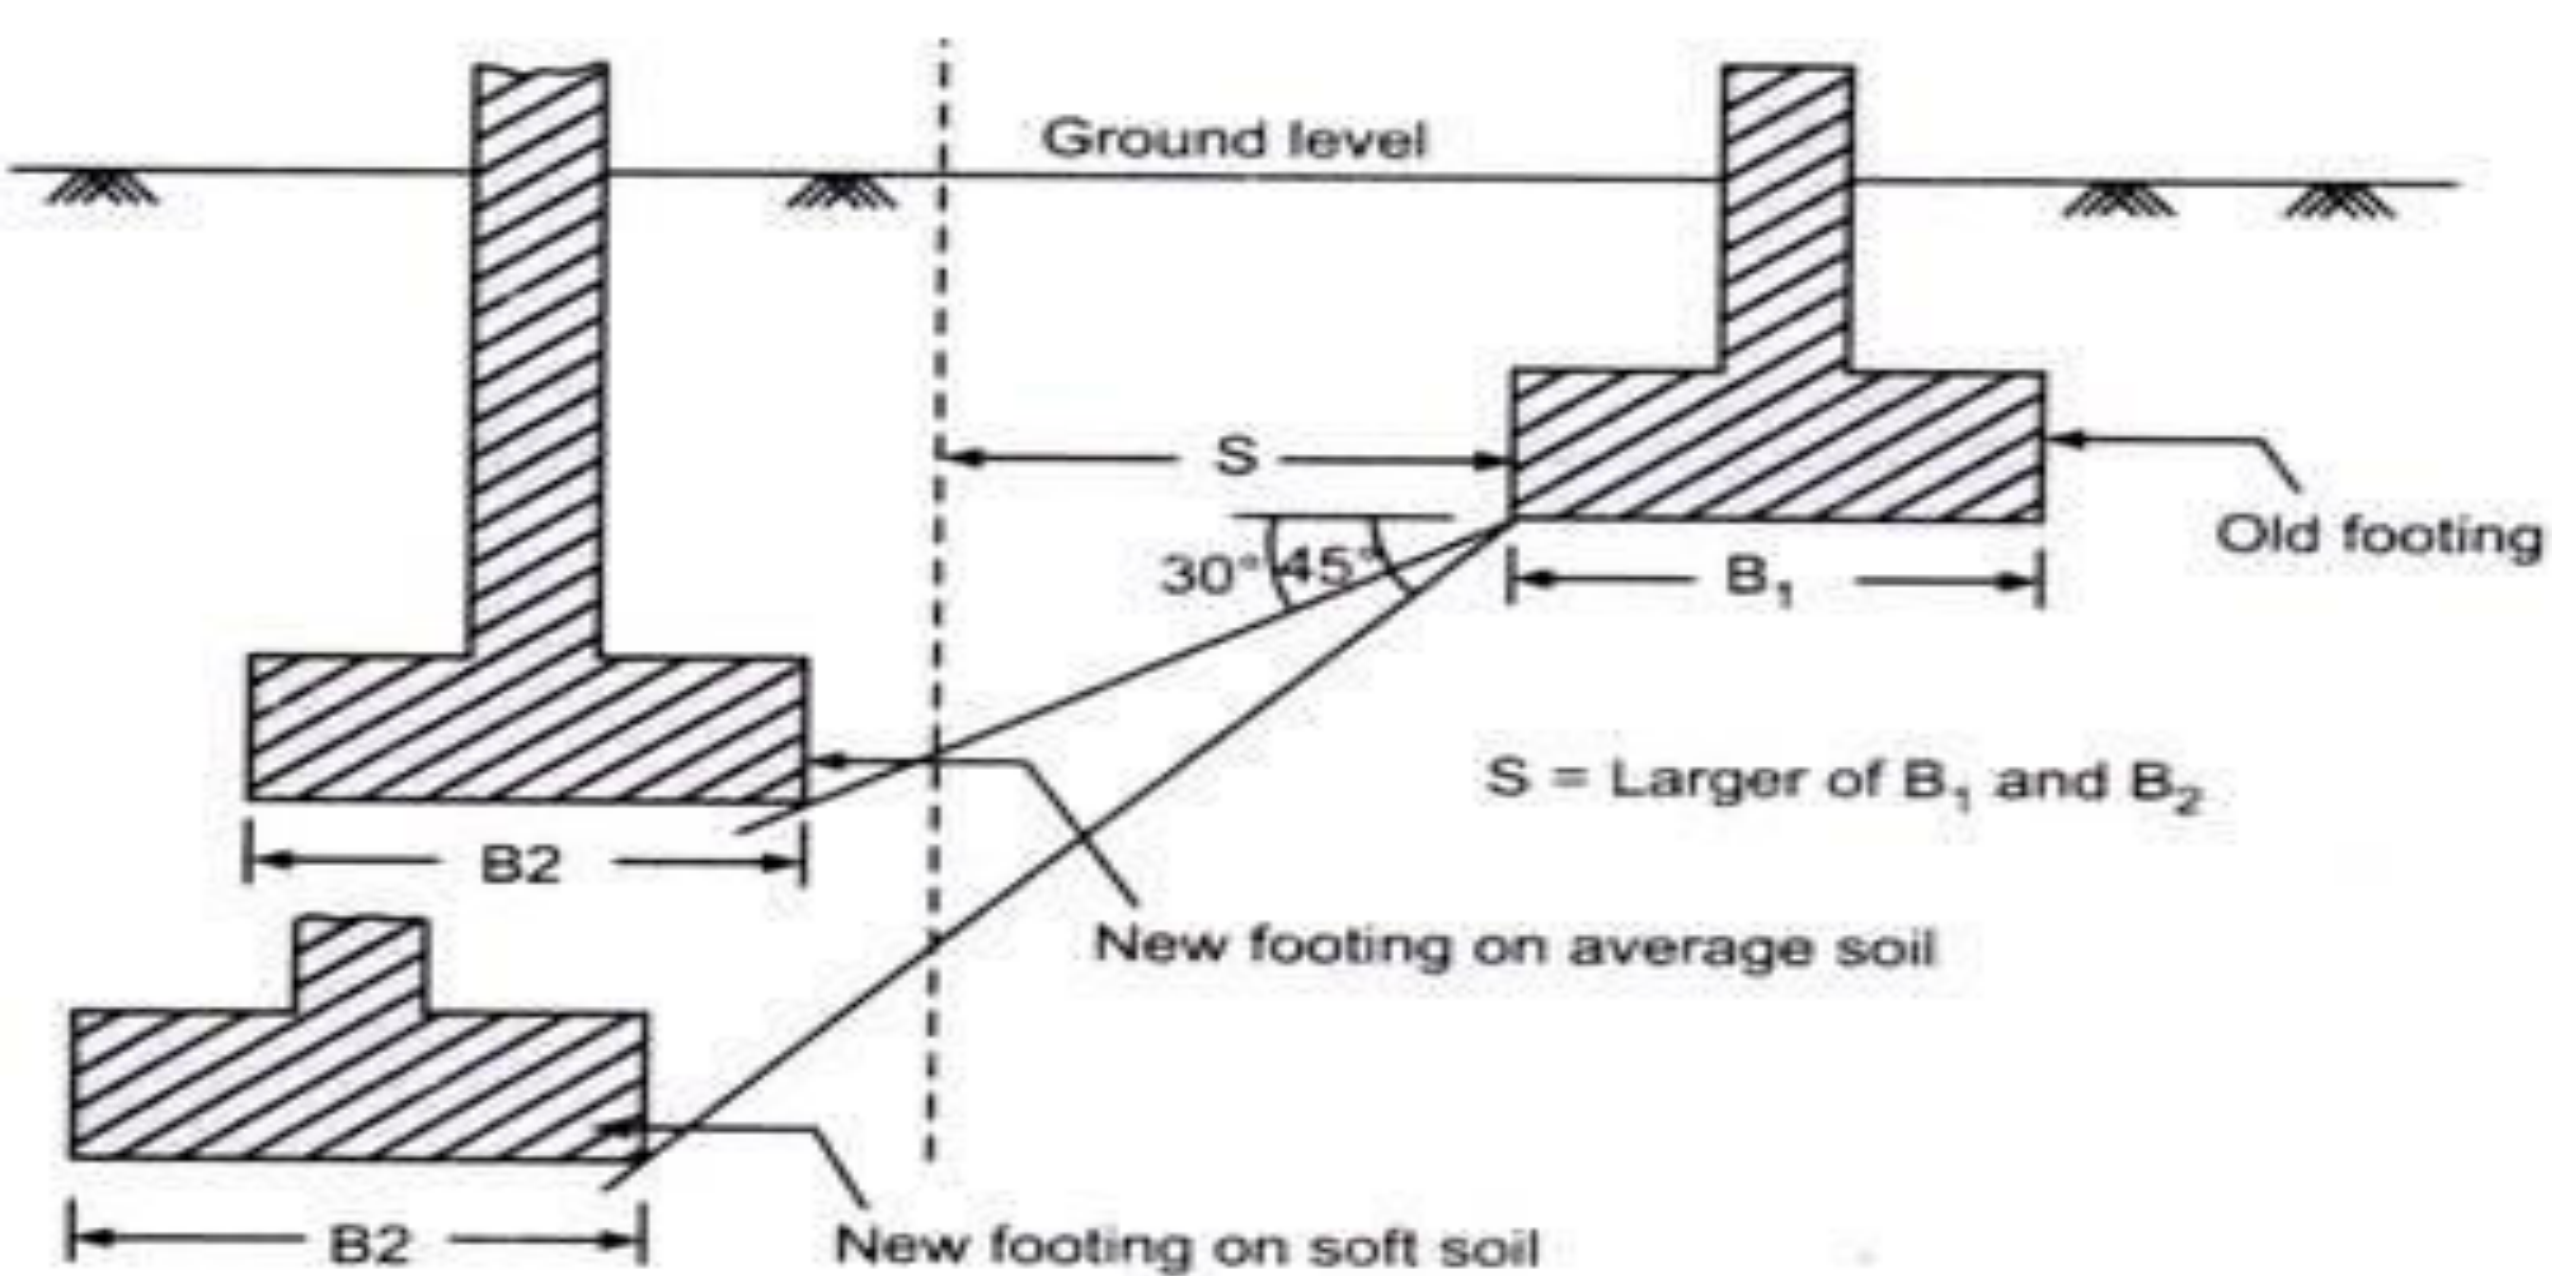 Ground level
S
Old footing
30° 45°
B₁
S = Larger of B₁ and B₂
B2
New footing on average soil
B2
New footing on soft soil